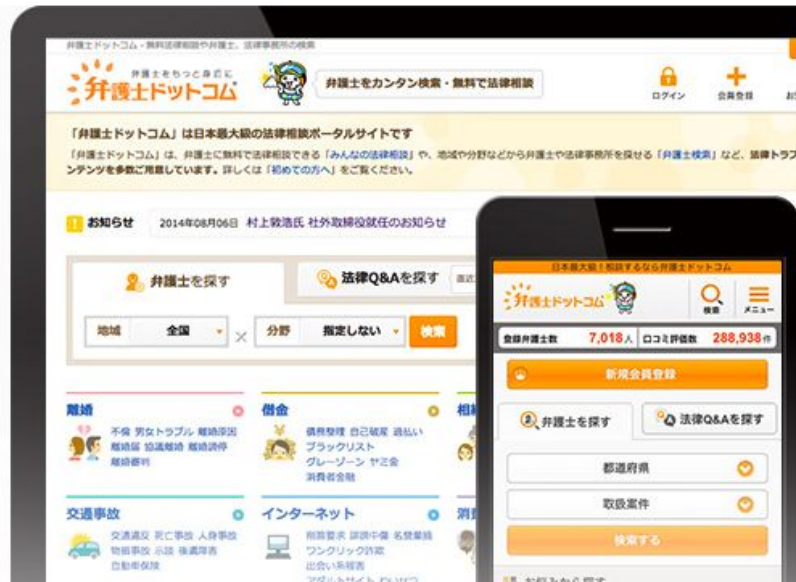 弁護士ドットコム・無料法律相談や弁護士、法律事務所の検索
弁護士をもっと身近に
弁護士ドットコム
弁護士をカンタン検索・無料で法律相談
ログイン
会員登録
「弁護士ドットコム」は日本最大級の法律相談ポータルサイトです
「弁護士ドットコム」は、弁護士に無料で法律相談できる「みんなの法律相談」や、地域や分野などから弁護士や法律事務所を探せる「弁護士検索」など、法律トラブ
ンテンツを多数ご用意しています。詳しくは「初めての方へ」をご覧ください。
お知らせ 2014年08月06日 村上敦浩氏 社外取締役就任のお知らせ
弁護士を探す
法律Q&Aを探す
地域 全国 × 分野 指定しない 検索
離婚
不倫 男女トラブル 離婚原因
離婚届 協議離婚 離婚調停
離婚審判
借金
債務整理 自己破産 過払い
ブラックリスト
グレーゾーン ヤミ金
消費者金融
交通事故
交通違反 死亡事故 人身事故
物損事故 示談 後遺障害
自動車保険
インターネット
削除要求 誹謗中傷 名誉毀損
ワンクリック詐欺
出会い系被害
日本最大級!相談するなら弁護士ドットコム
弁護士ドットコム
検索
メニュー
登録弁護士数 7,018人 口コミ評価数 288,938件
新規会員登録
弁護士を探す
法律Q&Aを探す
都道府県
取扱案件
検索する
お悩みから探す